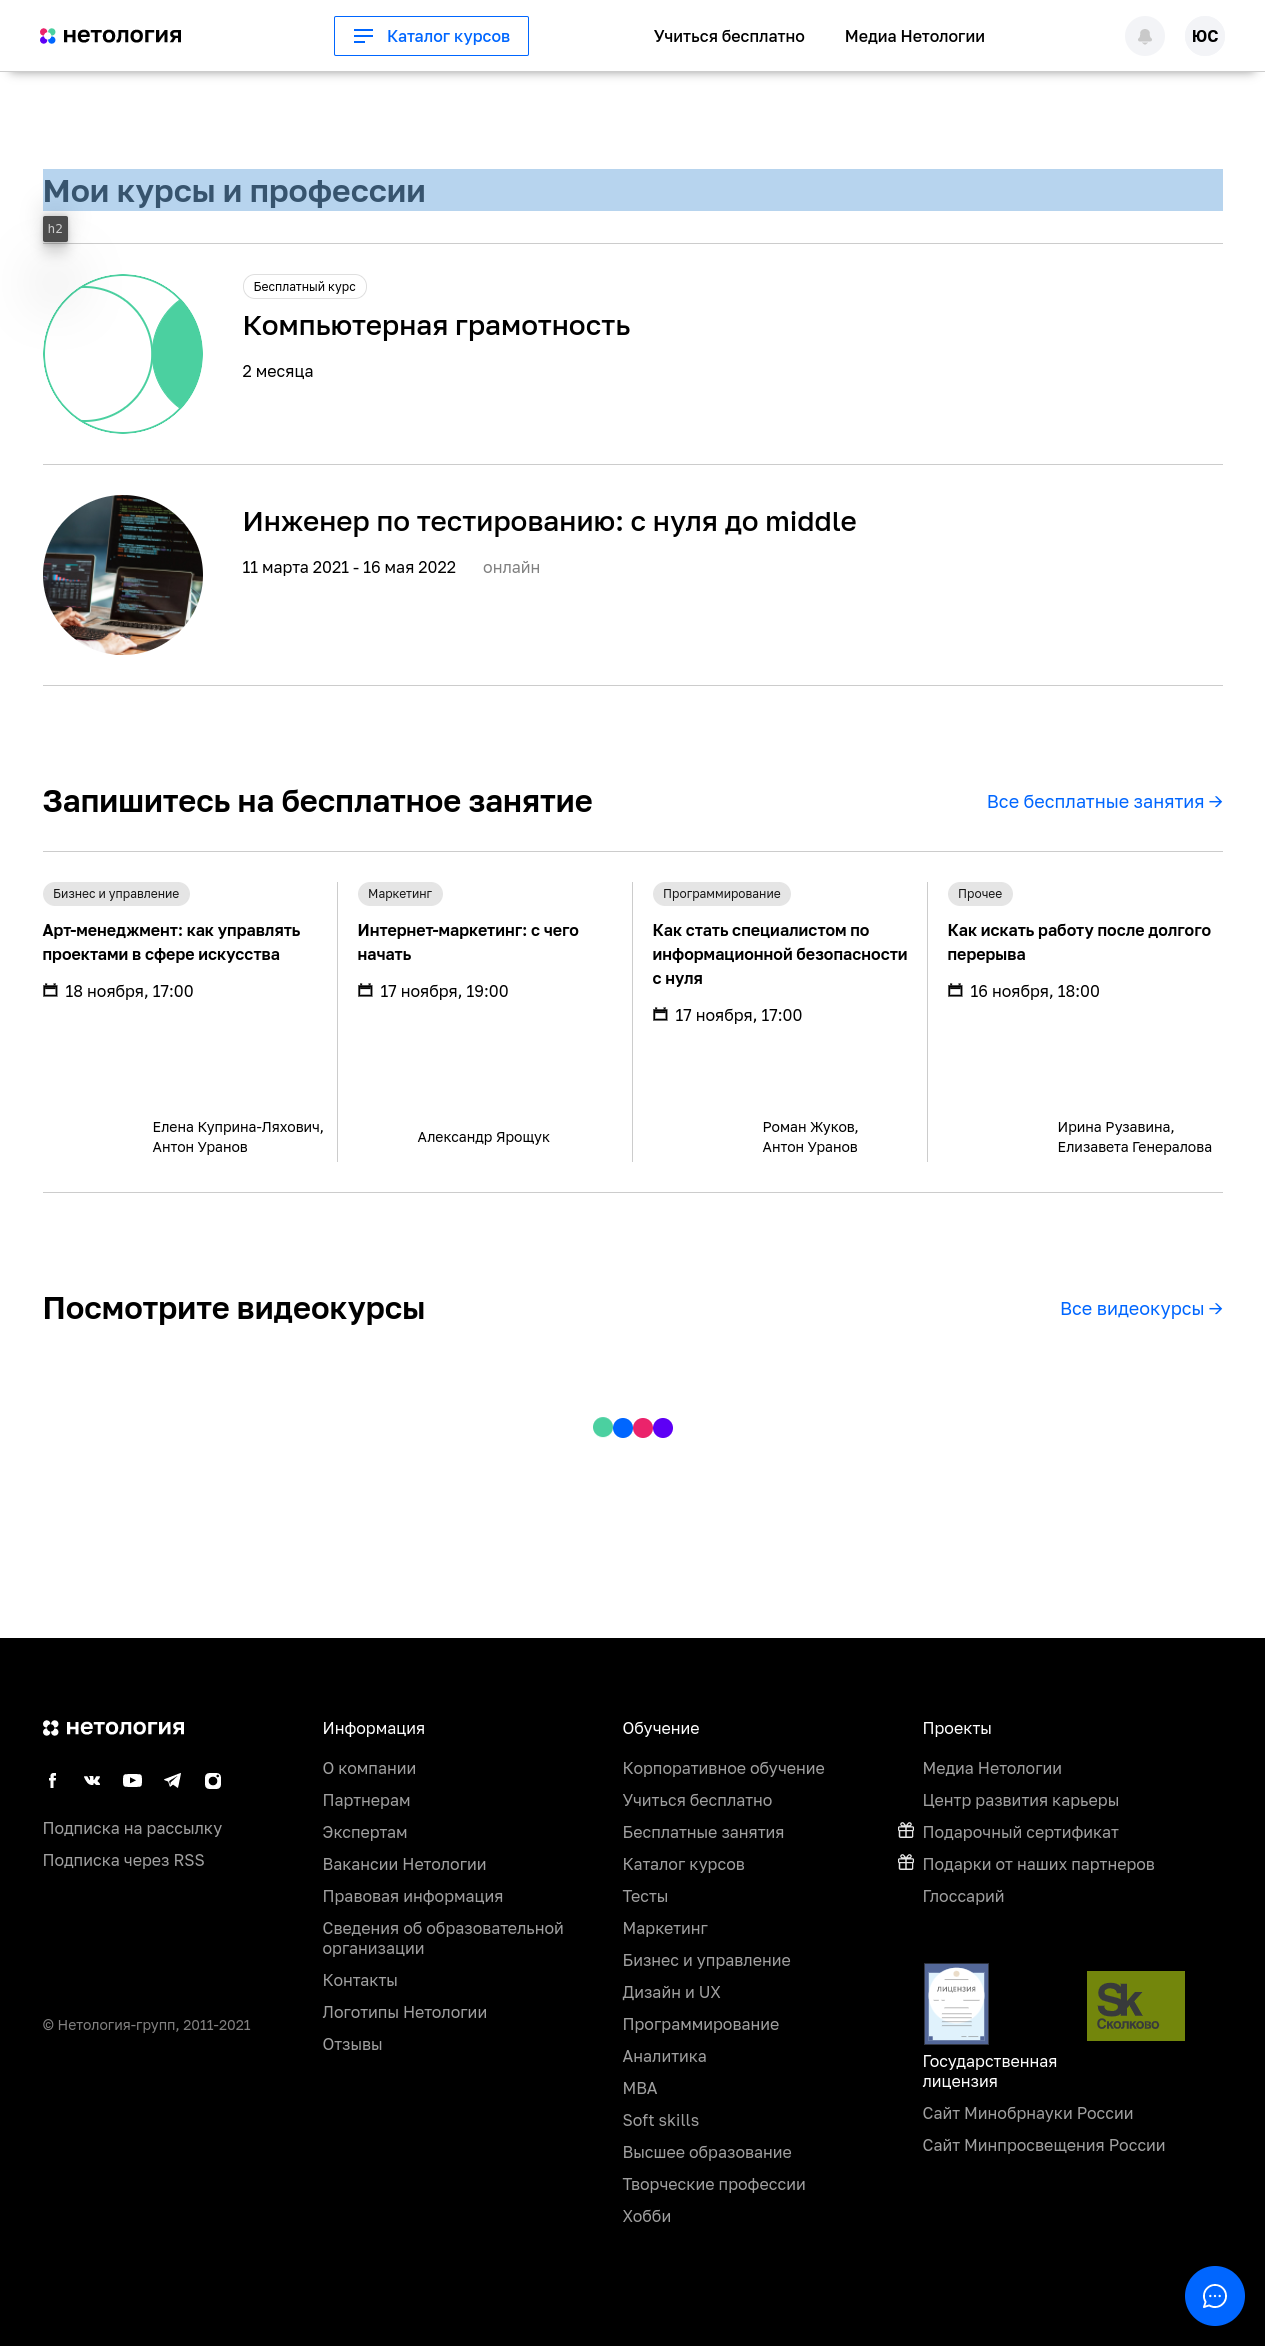 нетология
Каталог курсов
Учиться бесплатно
Медиа Нетологии
ЮС
Мои курсы и профессии
h2
Бесплатный курс
Компьютерная грамотность
2 месяца
Инженер по тестированию: с нуля до middle
11 марта 2021 - 16 мая 2022 онлайн
Запишитесь на бесплатное занятие
Все бесплатные занятия →
Бизнес и управление
Арт-менеджмент: как управлять
проектами в сфере искусства
18 ноября, 17:00
Елена Куприна-Ляхович,
Антон Уранов
Маркетинг
Интернет-маркетинг: с чего
начать
17 ноября, 19:00
Александр Ярощук
Программирование
Как стать специалистом по
информационной безопасности
с нуля
17 ноября, 17:00
Роман Жуков,
Антон Уранов
Прочее
Как искать работу после долгого
перерыва
16 ноября, 18:00
Ирина Рузавина,
Елизавета Генералова
Посмотрите видеокурсы
Все видеокурсы →
нетология
Подписка на рассылку
Подписка через RSS
© Нетология-групп, 2011-2021
Информация
О компании
Партнерам
Экспертам
Вакансии Нетологии
Правовая информация
Сведения об образовательной
организации
Контакты
Логотипы Нетологии
Отзывы
Обучение
Корпоративное обучение
Учиться бесплатно
Бесплатные занятия
Каталог курсов
Тесты
Маркетинг
Бизнес и управление
Дизайн и UX
Программирование
Аналитика
MBA
Soft skills
Высшее образование
Творческие профессии
Хобби
Проекты
Медиа Нетологии
Центр развития карьеры
Подарочный сертификат
Подарки от наших партнеров
Глоссарий
ЛИЦЕНЗИЯ
Sk
Сколково
Государственная
лицензия
Сайт Минобрнауки России
Сайт Минпросвещения России